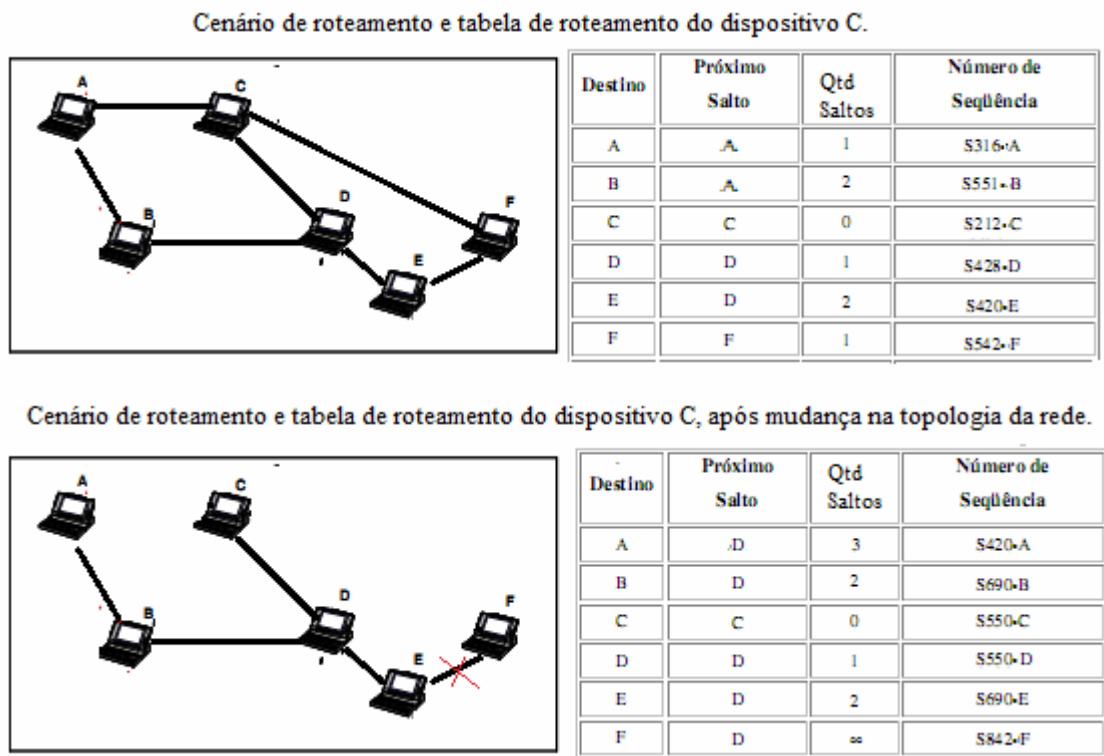 Cenário de roteamento e tabela de roteamento do dispositivo C.
A
C
B
D
F
E
Destino Próximo Salto Qtd Saltos Número de Seqüência
A A 1 S316-A
B A 2 S551-B
C C 0 S212-C
D D 1 S428-D
E D 2 S420-E
F F 1 S542-F
Cenário de roteamento e tabela de roteamento do dispositivo C, após mudança na topologia da rede.
A
C
B
D
F
E
Destino Próximo Salto Qtd Saltos Número de Seqüência
A D 3 S420-A
B D 2 S690-B
C C 0 S550-C
D D 1 S550-D
E D 2 S690-E
F D ∞ S842-F